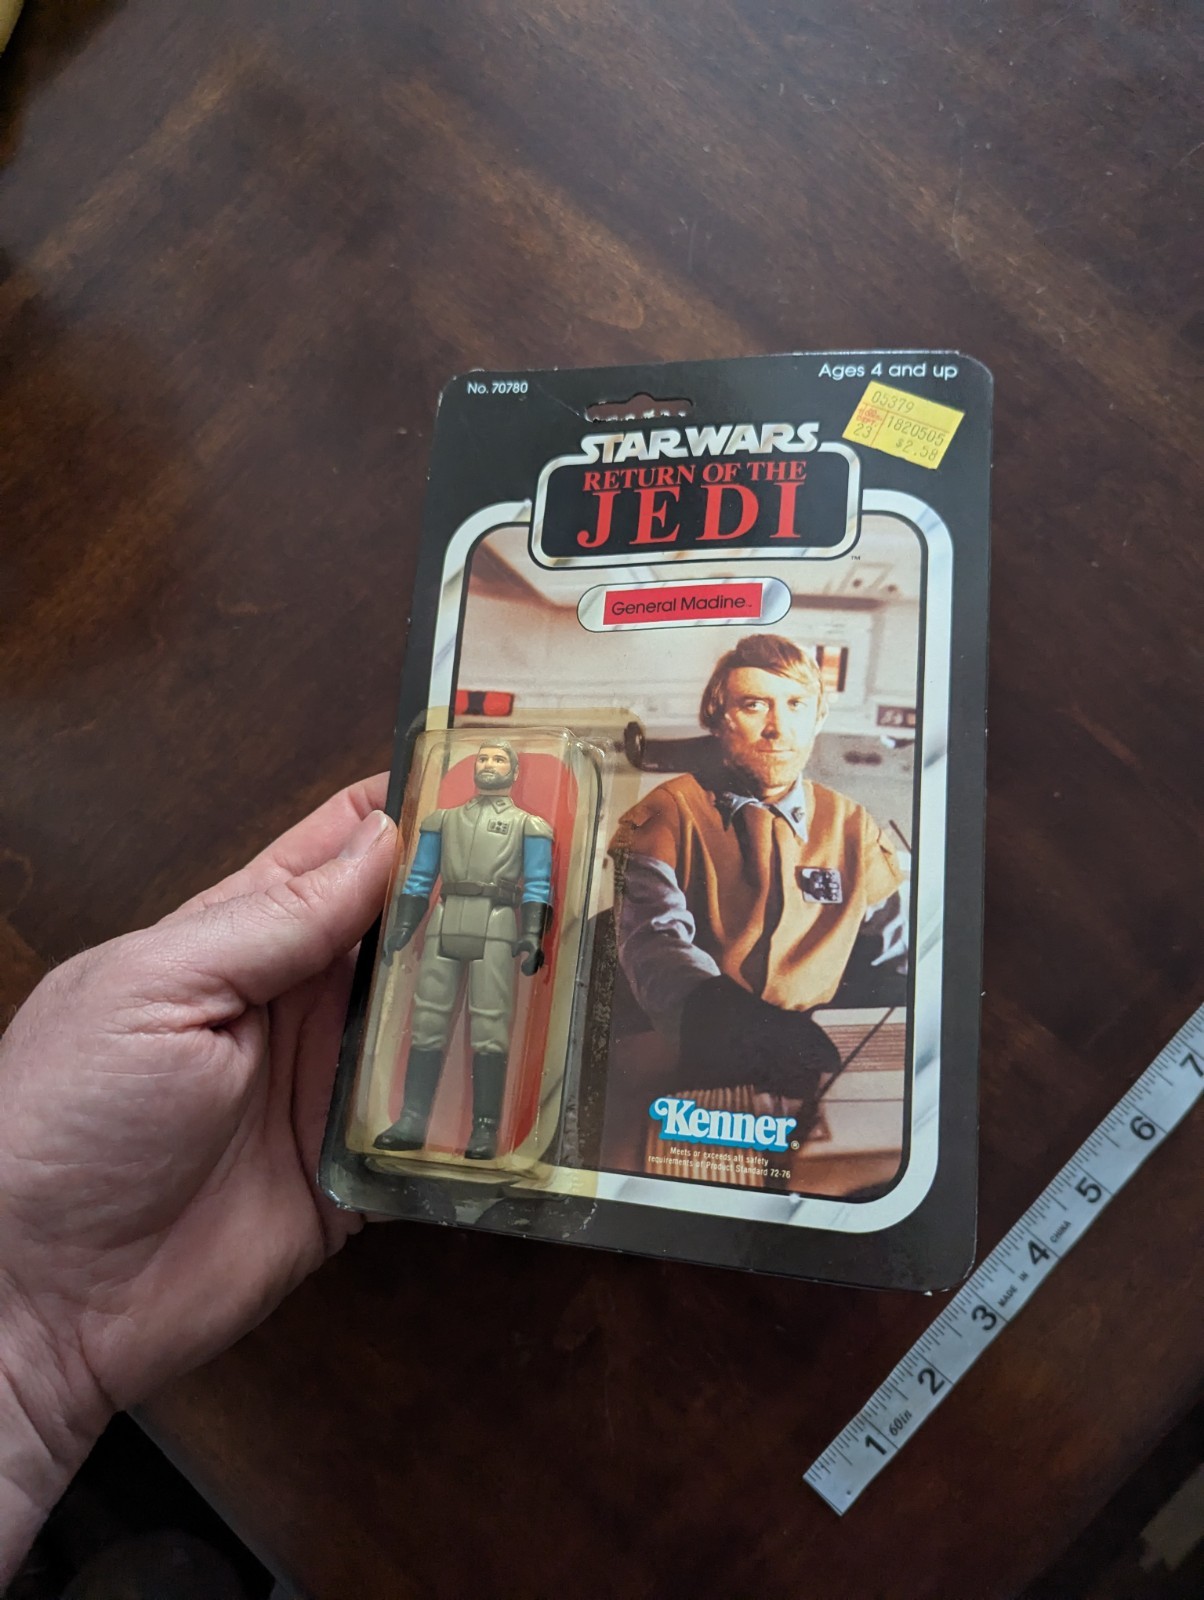 No. 70780
Ages 4 and up
05379
23
1820505
$2.58
STAR WARS
RETURN OF THE
JEDI
™
General Madine™
Kenner®
Meets or exceeds all safety
requirements of Product Standard 72-76
1
60in
2
3
MADE IN
4
CHINA
5
6
7